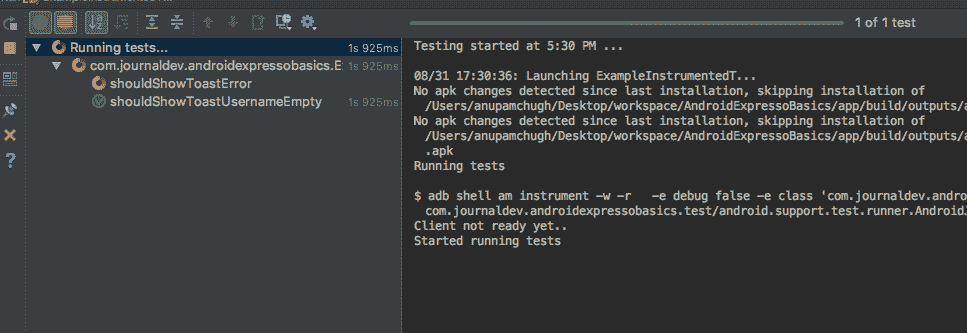 1 of 1 test
Running tests... 1s 925ms
com.journaldev.androidexpressobasics.E 1s 925ms
shouldShowToastError
shouldShowToastUsernameEmpty 1s 925ms
Testing started at 5:30 PM ...
08/31 17:30:36: Launching ExampleInstrumentedT...
No apk changes detected since last installation, skipping installation of
/Users/anupamchugh/Desktop/workspace/AndroidExpressoBasics/app/build/outputs/a
No apk changes detected since last installation, skipping installation of
/Users/anupamchugh/Desktop/workspace/AndroidExpressoBasics/app/build/outputs/a
.apk
Running tests
$ adb shell am instrument -w -r -e debug false -e class 'com.journaldev.andro
com.journaldev.androidexpressobasics.test/android.support.test.runner.AndroidJ
Client not ready yet..
Started running tests